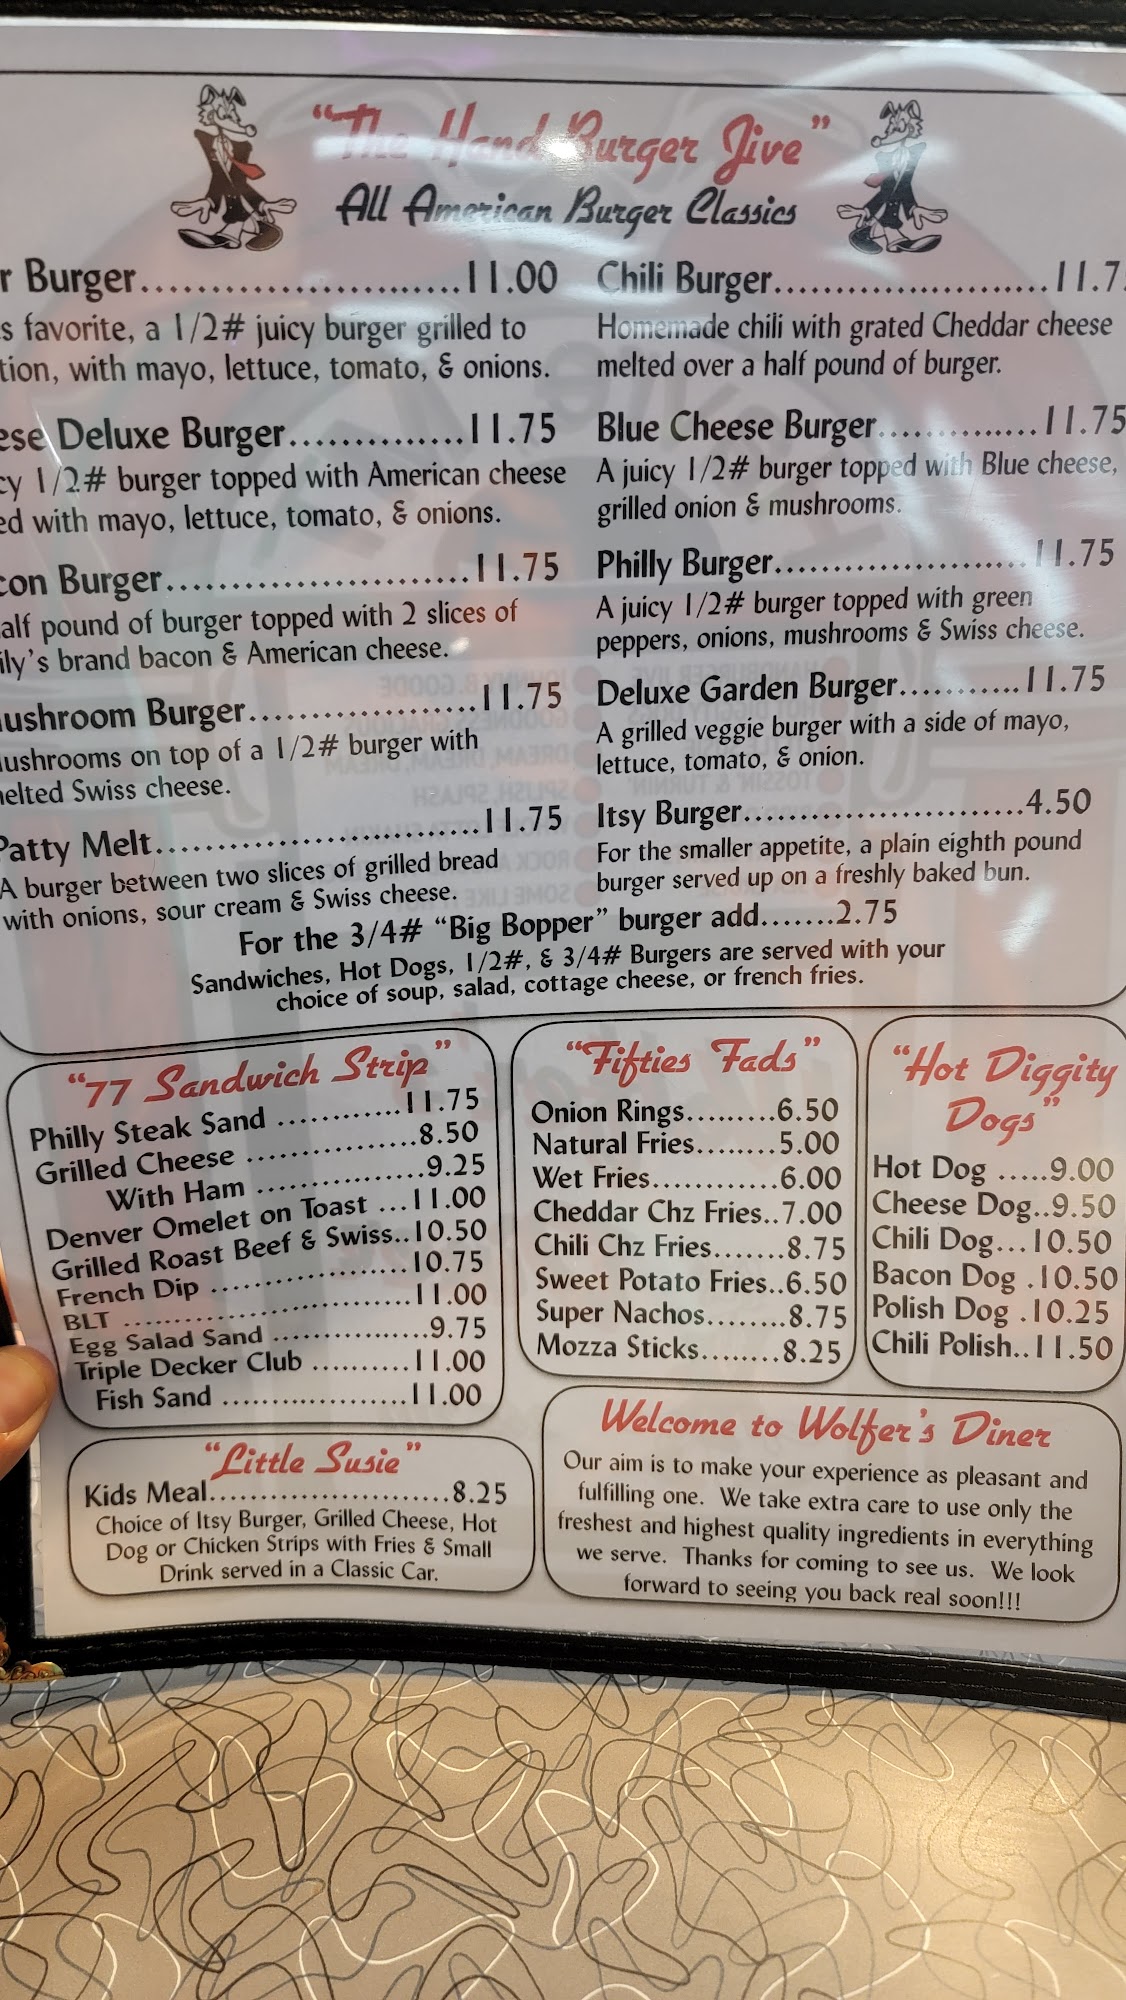 "The Hand Burger Jive"
All American Burger Classics
r Burger........................11.00
s favorite, a 1/2# juicy burger grilled to
tion, with mayo, lettuce, tomato, & onions.
ese Deluxe Burger.............11.75
cy 1/2# burger topped with American cheese
ed with mayo, lettuce, tomato, & onions.
con Burger.......................11.75
alf pound of burger topped with 2 slices of
ily's brand bacon & American cheese.
ushroom Burger.................11.75
ushrooms on top of a 1/2# burger with
elted Swiss cheese.
Patty Melt........................11.75
A burger between two slices of grilled bread
with onions, sour cream & Swiss cheese.
Chili Burger.....................11.7
Homemade chili with grated Cheddar cheese
melted over a half pound of burger.
Blue Cheese Burger............11.75
A juicy 1/2# burger topped with Blue cheese,
grilled onion & mushrooms.
Philly Burger...................11.75
A juicy 1/2# burger topped with green
peppers, onions, mushrooms & Swiss cheese.
Deluxe Garden Burger...........11.75
A grilled veggie burger with a side of mayo,
lettuce, tomato, & onion.
Itsy Burger.....................4.50
For the smaller appetite, a plain eighth pound
burger served up on a freshly baked bun.
For the 3/4# "Big Bopper" burger add.......2.75
Sandwiches, Hot Dogs, 1/2#, & 3/4# Burgers are served with your
choice of soup, salad, cottage cheese, or french fries.
"77 Sandwich Strip"
Philly Steak Sand ............11.75
Grilled Cheese .............8.50
With Ham .............9.25
Denver Omelet on Toast ...11.00
Grilled Roast Beef & Swiss..10.50
French Dip ...............10.75
BLT ......................11.00
Egg Salad Sand ..............9.75
Triple Decker Club ..........11.00
Fish Sand ...................11.00
"Fifties Fads"
Onion Rings.........6.50
Natural Fries........5.00
Wet Fries............6.00
Cheddar Chz Fries..7.00
Chili Chz Fries.......8.75
Sweet Potato Fries..6.50
Super Nachos........8.75
Mozza Sticks........8.25
"Hot Diggity
Dogs"
Hot Dog .....9.00
Cheese Dog..9.50
Chili Dog...10.50
Bacon Dog .10.50
Polish Dog .10.25
Chili Polish..11.50
"Little Susie"
Kids Meal........................8.25
Choice of Itsy Burger, Grilled Cheese, Hot
Dog or Chicken Strips with Fries & Small
Drink served in a Classic Car.
Welcome to Wolfer's Diner
Our aim is to make your experience as pleasant and
fulfilling one. We take extra care to use only the
freshest and highest quality ingredients in everything
we serve. Thanks for coming to see us. We look
forward to seeing you back real soon!!!